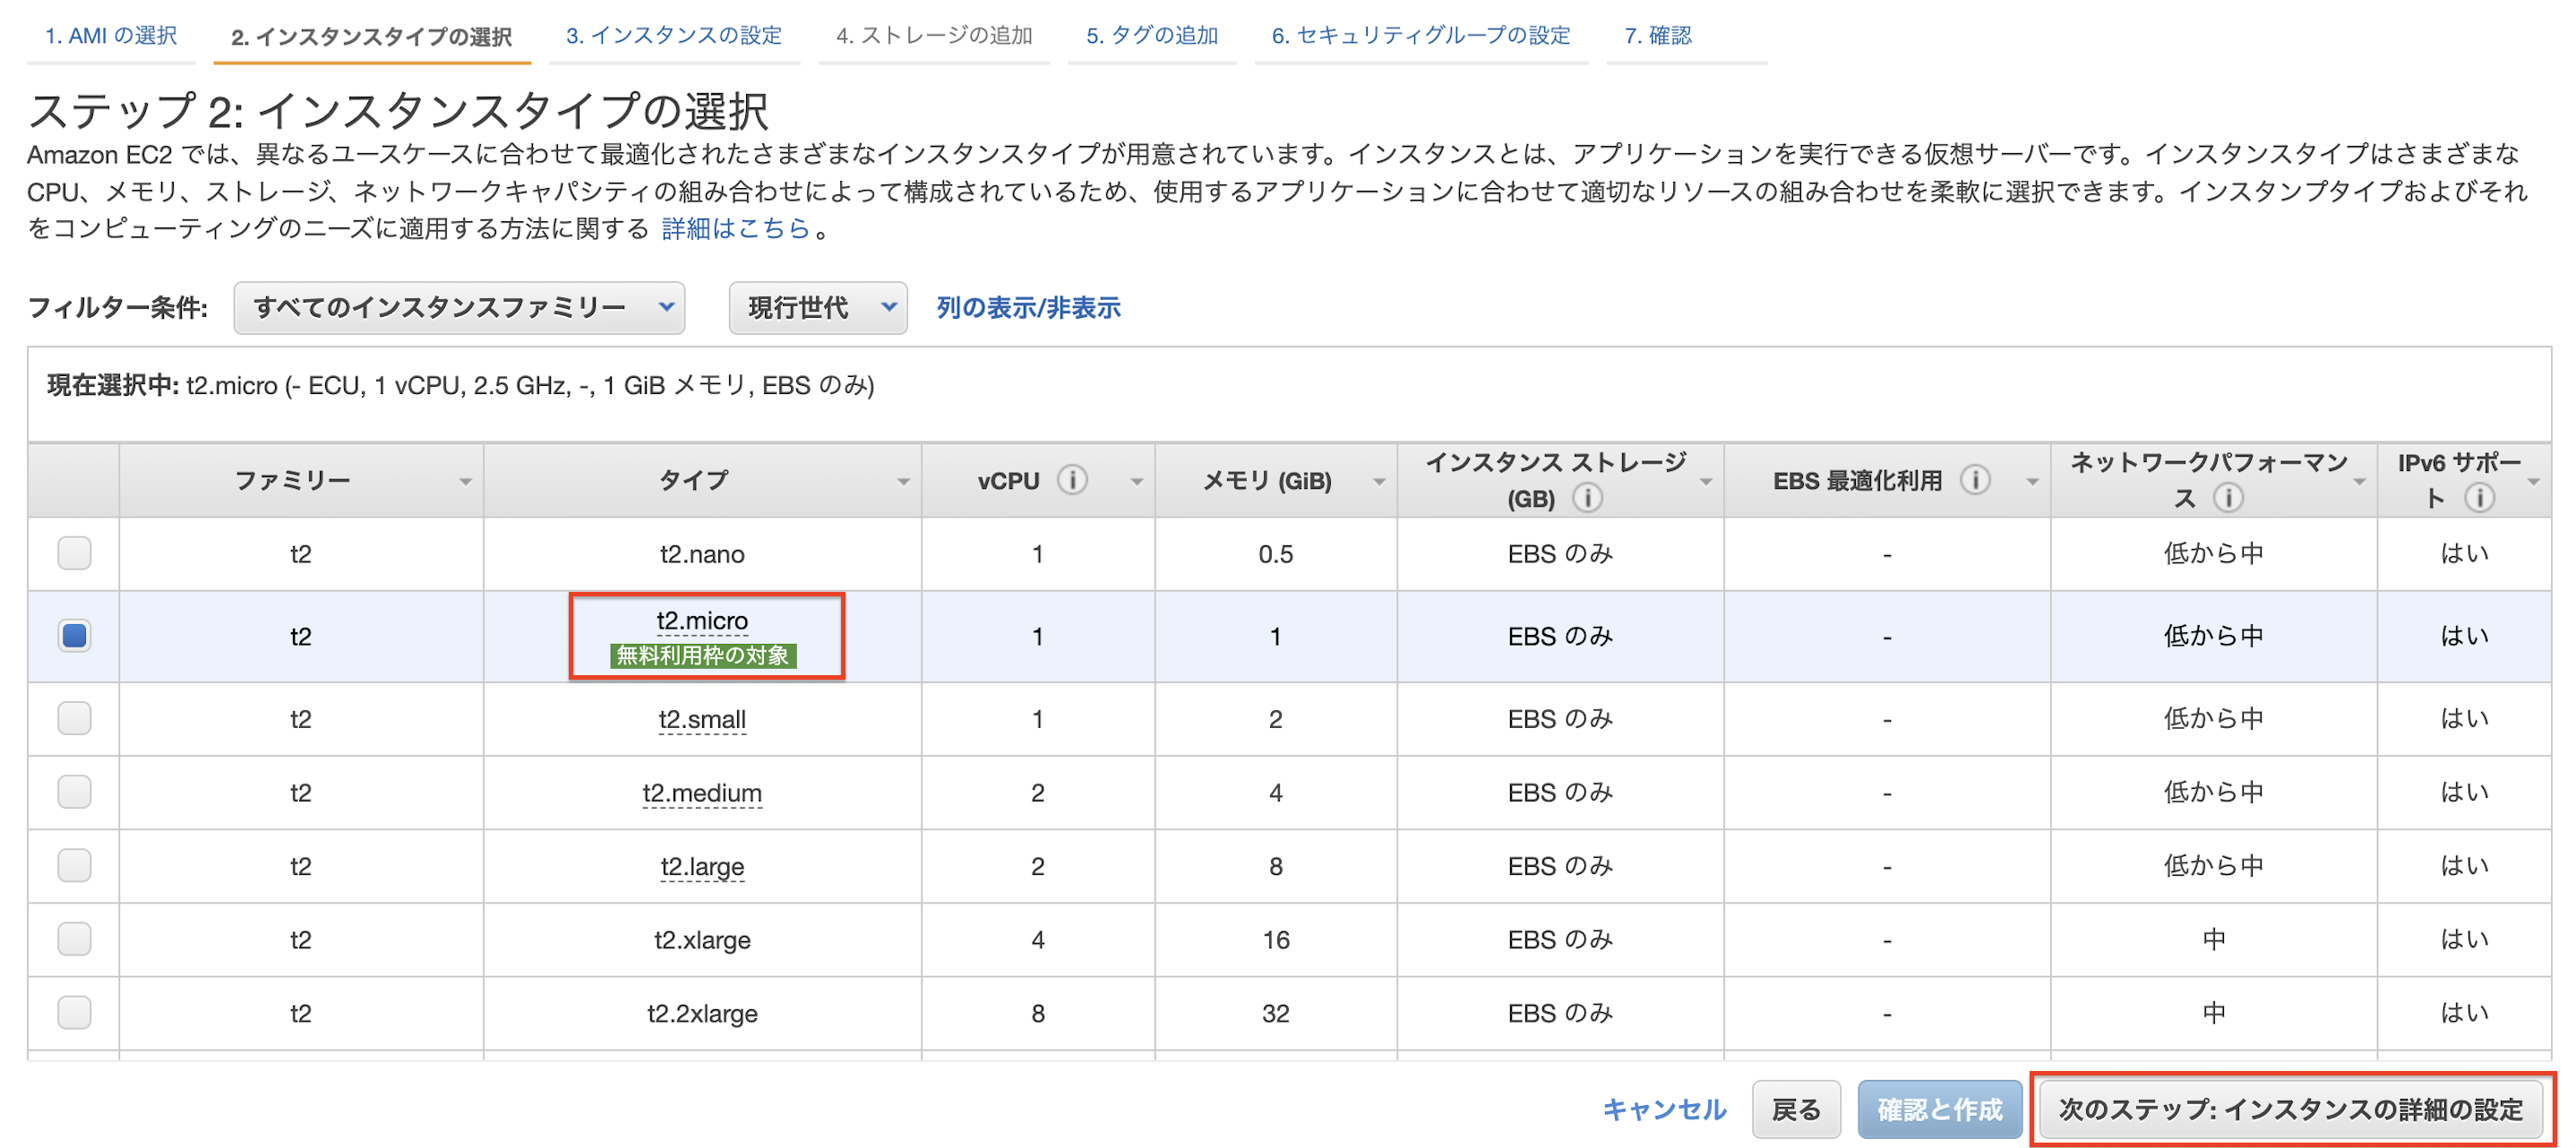 1. AMI の選択 2. インスタンスタイプの選択 3. インスタンスの設定 4. ストレージの追加 5. タグの追加 6. セキュリティグループの設定 7. 確認
ステップ 2: インスタンスタイプの選択
Amazon EC2 では、異なるユースケースに合わせて最適化されたさまざまなインスタンスタイプが用意されています。インスタンスとは、アプリケーションを実行できる仮想サーバーです。インスタンスタイプはさまざまな
CPU、メモリ、ストレージ、ネットワークキャパシティの組み合わせによって構成されているため、使用するアプリケーションに合わせて適切なリソースの組み合わせを柔軟に選択できます。インスタンプタイプおよびそれ
をコンピューティングのニーズに適用する方法に関する 詳細はこちら。
フィルター条件: すべてのインスタンスファミリー 現行世代 列の表示/非表示
現在選択中: t2.micro (- ECU, 1 vCPU, 2.5 GHz, -, 1 GiB メモリ, EBS のみ)
ファミリー タイプ vCPU メモリ (GiB) インスタンス ストレージ (GB) EBS 最適化利用 ネットワークパフォーマンス IPv6 サポート
t2 t2.nano 1 0.5 EBS のみ - 低から中 はい
t2 t2.micro 1 1 EBS のみ - 低から中 はい
無料利用枠の対象
t2 t2.small 1 2 EBS のみ - 低から中 はい
t2 t2.medium 2 4 EBS のみ - 低から中 はい
t2 t2.large 2 8 EBS のみ - 低から中 はい
t2 t2.xlarge 4 16 EBS のみ - 中 はい
t2 t2.2xlarge 8 32 EBS のみ - 中 はい
キャンセル 戻る 確認と作成 次のステップ: インスタンスの詳細の設定